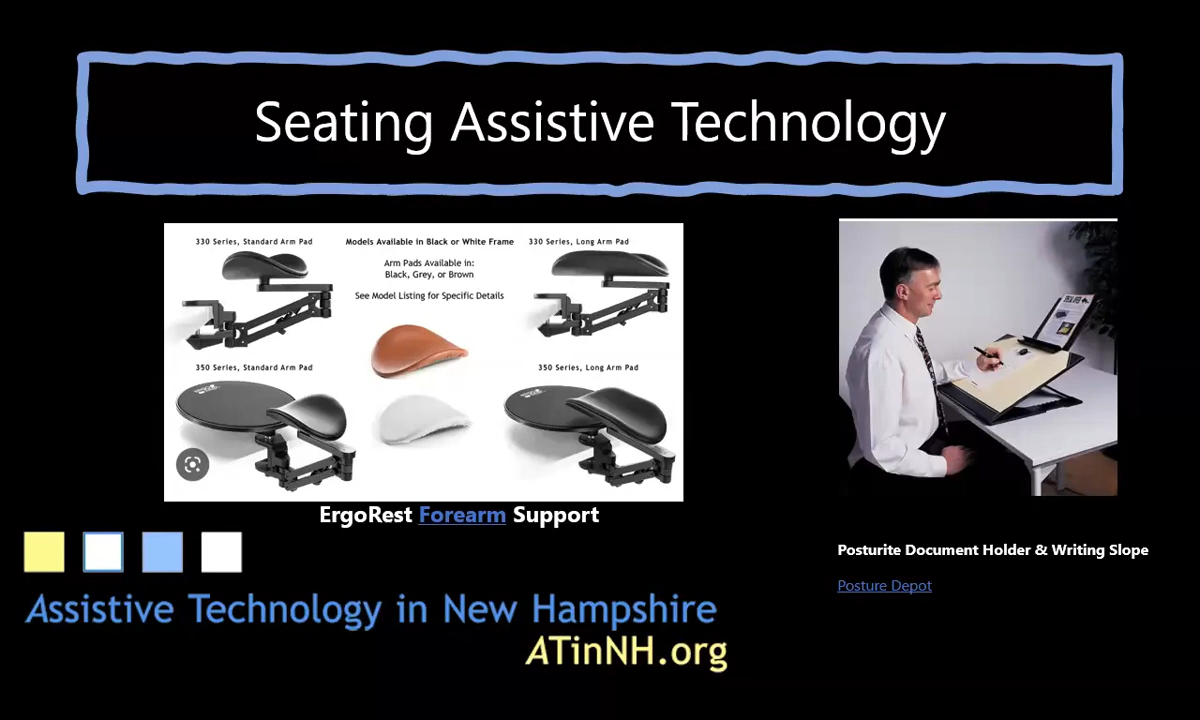 Seating Assistive Technology
330 Series, Standard Arm Pad
Models Available in Black or White Frame
330 Series, Long Arm Pad
Arm Pads Available in:
Black, Grey, or Brown
See Model Listing for Specific Details
350 Series, Standard Arm Pad
350 Series, Long Arm Pad
ErgoRest Forearm Support
Posturite Document Holder & Writing Slope
Posture Depot
Assistive Technology in New Hampshire
ATinNH.org